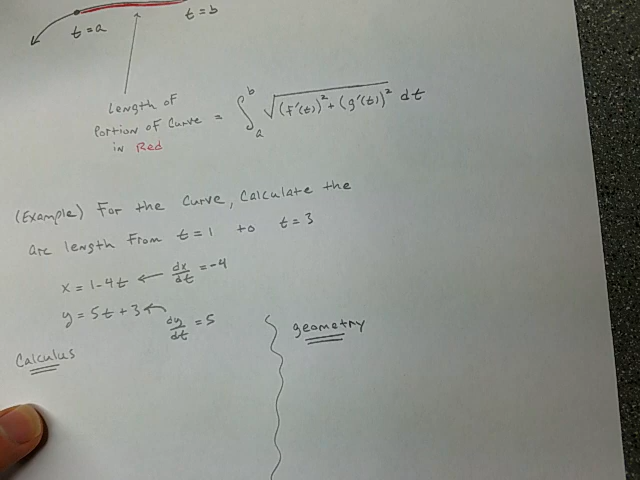 t=a
t=b
Length of
Portion of Curve = ∫ₐᵇ √((f'(t))² + (g'(t))²) dt
in Red
(Example) For the curve, Calculate the
arc length From t=1 to t=3
x = 1-4t ← dx/dt = -4
y = 5t+3 ← dy/dt = 5
Calculus
geometry